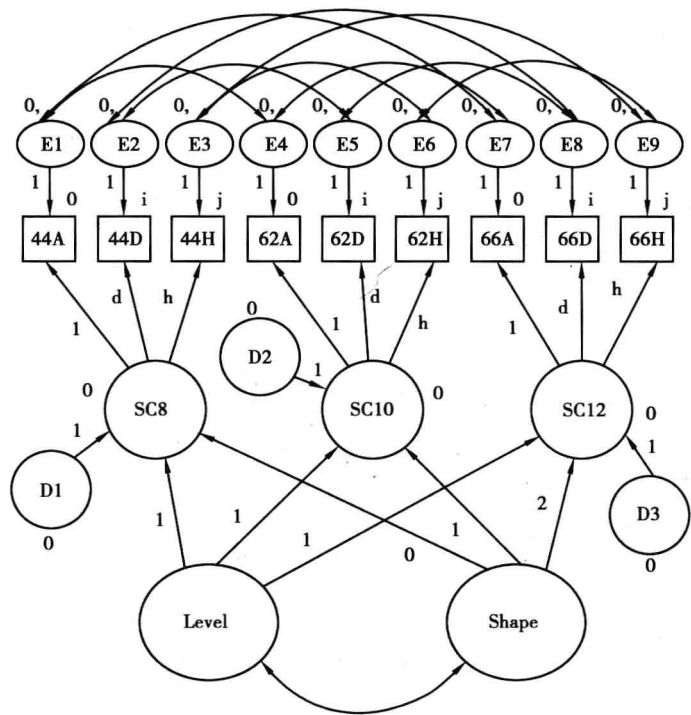 0, 0, 0, 0, 0, 0, 0, 0, 0,
E1 E2 E3 E4 E5 E6 E7 E8 E9
1 1 1 1 1 1 1 1 1
0 i j 0 i j 0 i j
44A 44D 44H 62A 62D 62H 66A 66D 66H
1 d h 1 d h 1 d h
0
D2
1
0 SC8 SC10 0 SC12 0
1 1
D1 D3
0 0
1 1 1 0 1 2
Level Shape